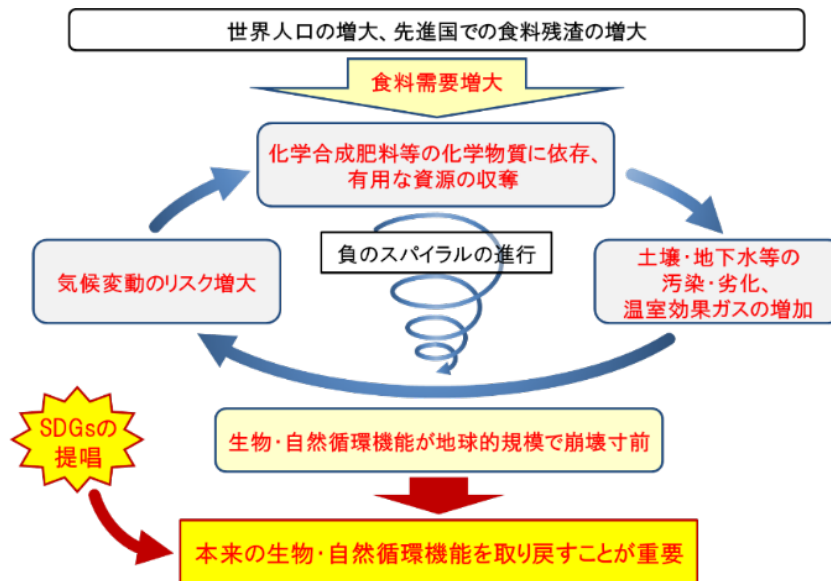 世界人口の増大、先進国での食料残渣の増大
食料需要増大
化学合成肥料等の化学物質に依存、
有用な資源の収奪
負のスパイラルの進行
気候変動のリスク増大
土壌・地下水等の
汚染・劣化、
温室効果ガスの増加
生物・自然循環機能が地球的規模で崩壊寸前
SDGsの
提唱
本来の生物・自然循環機能を取り戻すことが重要